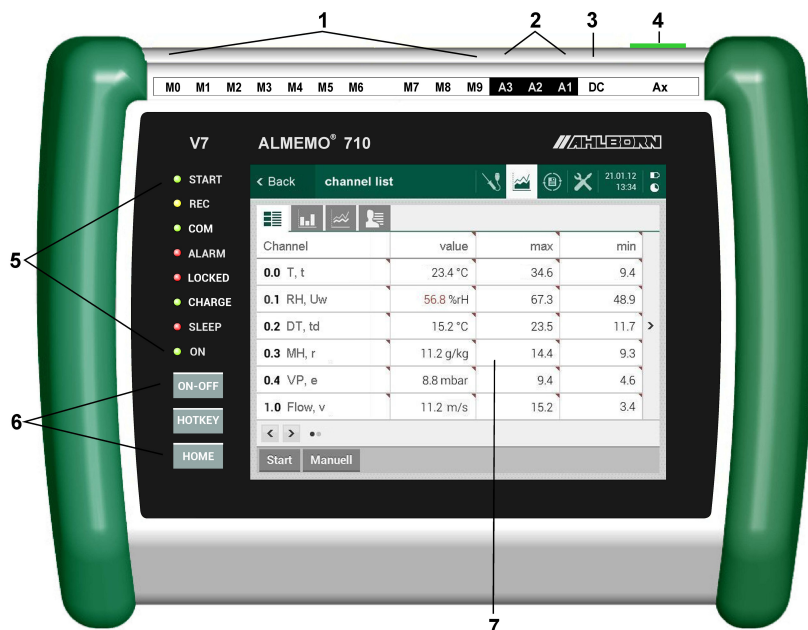 1 2 3 4
M0 M1 M2 M3 M4 M5 M6 M7 M8 M9 A3 A2 A1 DC Ax
V7 ALMEMO® 710 AHLBORN
START
REC
COM
ALARM
LOCKED
CHARGE
SLEEP
ON
5
ON-OFF
HOTKEY
HOME
6
< Back channel list 21.01.12
13:34
Channel value max min
0.0 T, t 23.4 °C 34.6 9.4
0.1 RH, Uw 56.8 %rH 67.3 48.9
0.2 DT, td 15.2 °C 23.5 11.7 >
0.3 MH, r 11.2 g/kg 14.4 9.3
0.4 VP, e 8.8 mbar 9.4 4.6
1.0 Flow, v 11.2 m/s 15.2 3.4
< >
Start Manuell
7